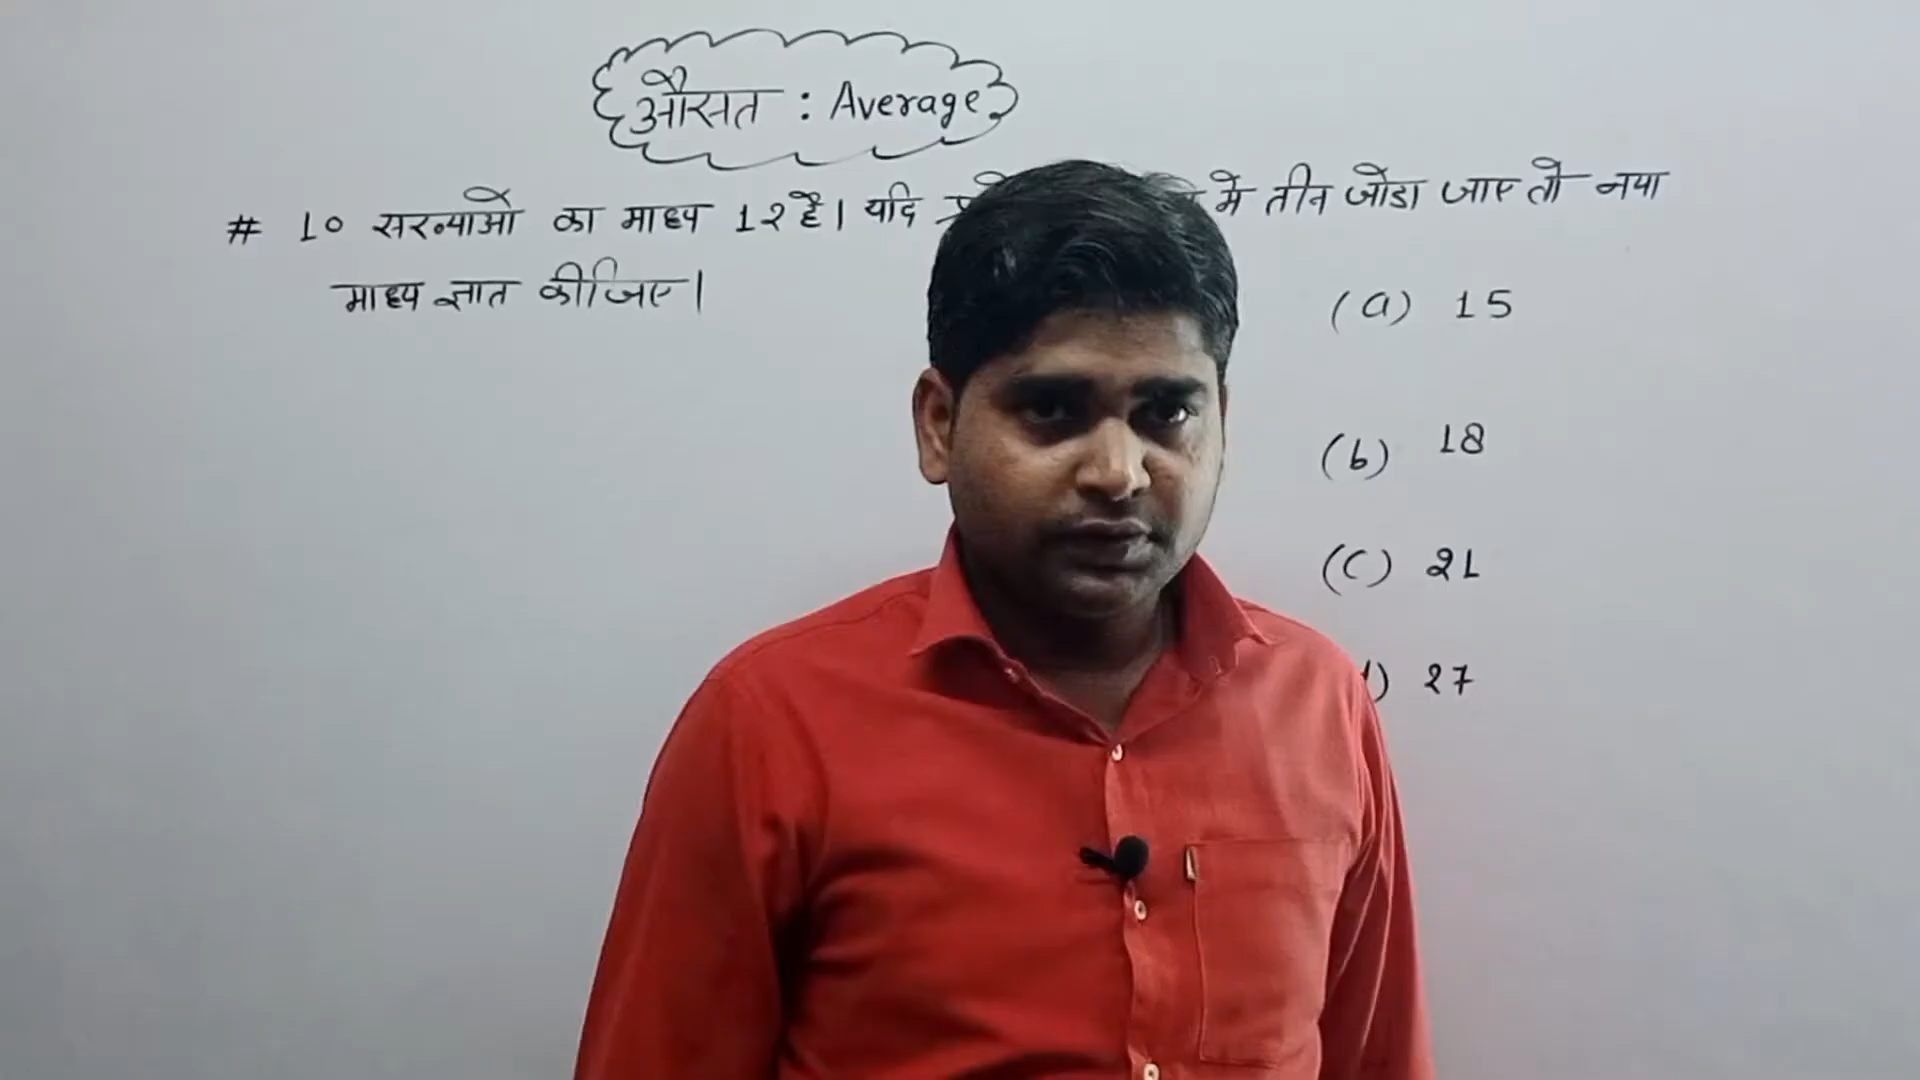 औसत : Average
# 10 संख्याओं का माध्य 12 है। यदि में तीन जोडा जाए तो नया
माध्य ज्ञात कीजिए।
(a) 15
(b) 18
(c) 21
27